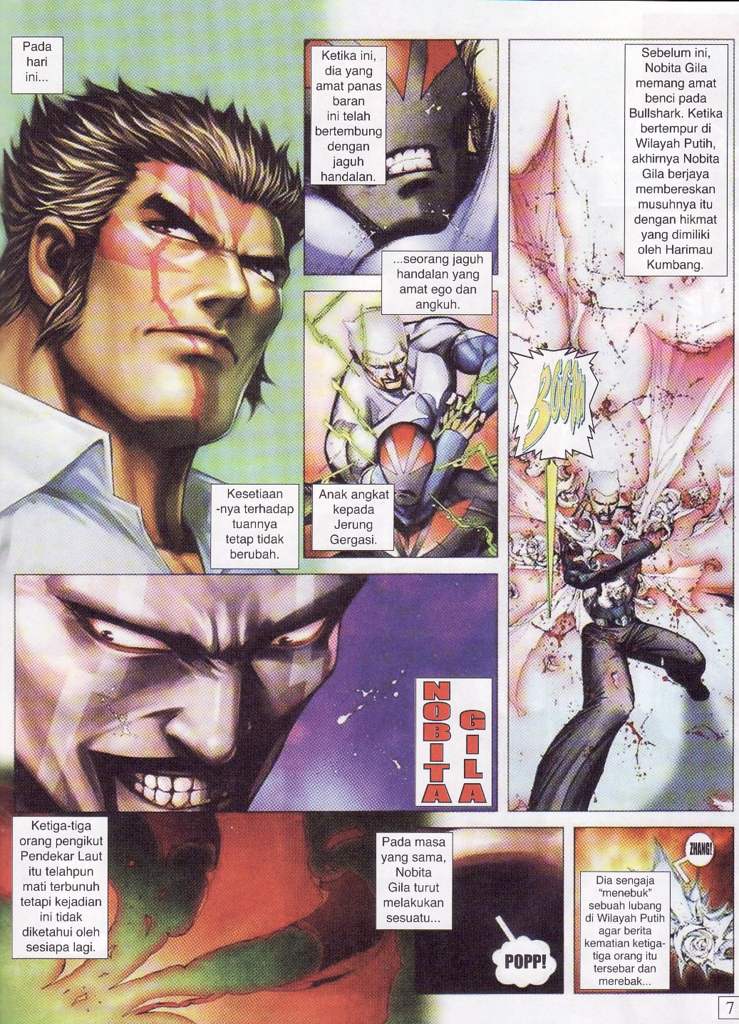 Pada
hari
ini...
Ketika ini,
dia yang
amat panas
baran
ini telah
bertembung
dengan
jaguh
handalan.
...seorang jaguh
handalan yang
amat ego dan
angkuh.
Kesetiaan
-nya terhadap
tuannya
tetap tidak
berubah.
Anak angkat
kepada
Jerung
Gergasi.
Sebelum ini,
Nobita Gila
memang amat
benci pada
Bullshark. Ketika
bertempur di
Wilayah Putih,
akhirnya Nobita
Gila berjaya
membereskan
musuhnya itu
dengan hikmat
yang dimiliki
oleh Harimau
Kumbang.
BOOM
NOBITA
GILA
Ketiga-tiga
orang pengikut
Pendekar Laut
itu telahpun
mati terbunuh
tetapi kejadian
ini tidak
diketahui oleh
sesiapa lagi.
Pada masa
yang sama,
Nobita
Gila turut
melakukan
sesuatu...
POPP!
ZHANG!
Dia sengaja
"menebuk"
sebuah lubang
di Wilayah Putih
agar berita
kematian ketiga-
tiga orang itu
tersebar dan
merebak...
7